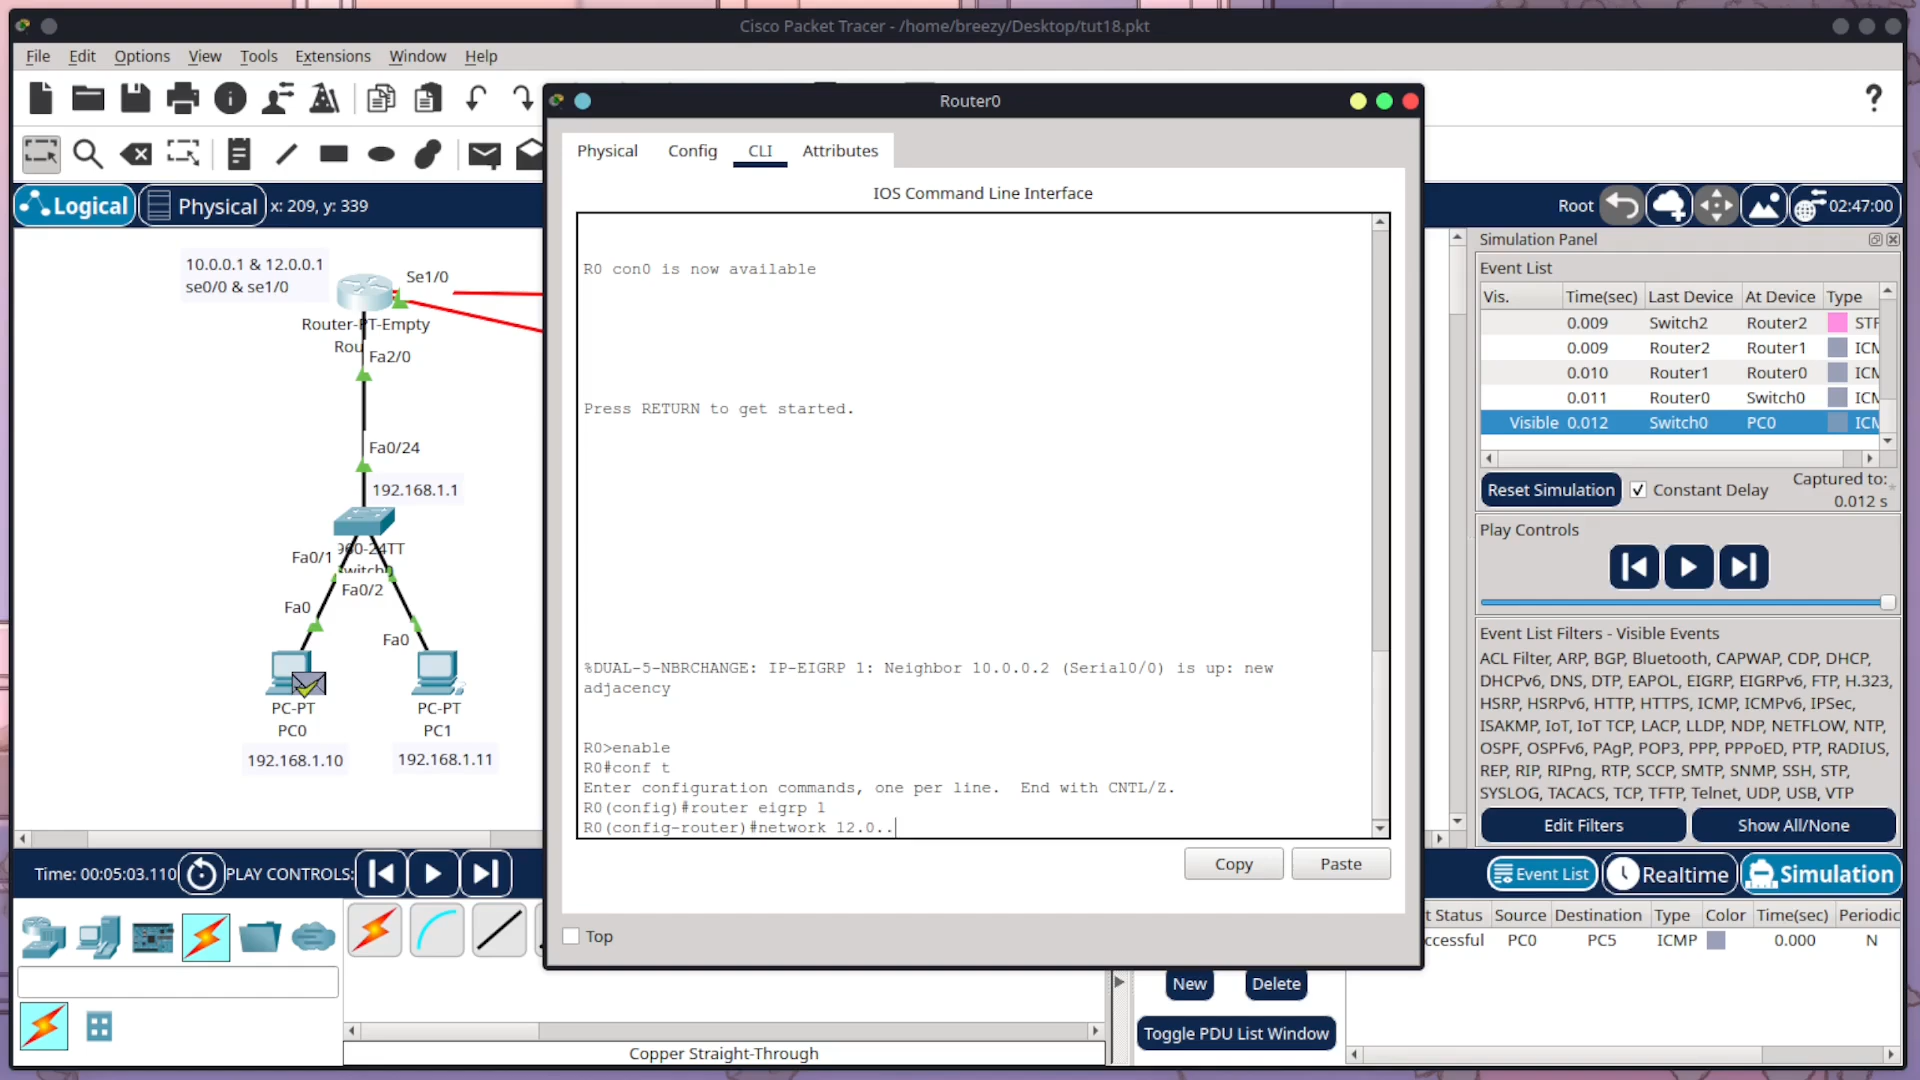 Cisco Packet Tracer - /home/breezy/Desktop/tut18.pkt
File Edit Options View Tools Extensions Window Help
Router0
Physical Config CLI Attributes
IOS Command Line Interface
Logical Physical x: 209, y: 339
Root 02:47:00
R0 con0 is now available
Press RETURN to get started.
%DUAL-5-NBRCHANGE: IP-EIGRP 1: Neighbor 10.0.0.2 (Serial0/0) is up: new
adjacency
R0>enable
R0#conf t
Enter configuration commands, one per line. End with CNTL/Z.
R0(config)#router eigrp 1
R0(config-router)#network 12.0..
Copy Paste
Top
10.0.0.1 & 12.0.0.1
se0/0 & se1/0
Se1/0
Router-PT-Empty
Rou
Fa2/0
Fa0/24
192.168.1.1
960-24TT
Switch0
Fa0/1
Fa0/2
Fa0
Fa0
PC-PT
PC0
192.168.1.10
PC-PT
PC1
192.168.1.11
Simulation Panel
Event List
Vis. Time(sec) Last Device At Device Type
0.009 Switch2 Router2 STP
0.009 Router2 Router1 ICM
0.010 Router1 Router0 ICM
0.011 Router0 Switch0 ICM
Visible 0.012 Switch0 PC0 ICM
Reset Simulation Constant Delay Captured to:
0.012 s
Play Controls
Event List Filters - Visible Events
ACL Filter, ARP, BGP, Bluetooth, CAPWAP, CDP, DHCP,
DHCPv6, DNS, DTP, EAPOL, EIGRP, EIGRPv6, FTP, H.323,
HSRP, HSRPv6, HTTP, HTTPS, ICMP, ICMPv6, IPSec,
ISAKMP, IoT, IoT TCP, LACP, LLDP, NDP, NETFLOW, NTP,
OSPF, OSPFv6, PAgP, POP3, PPP, PPPoED, PTP, RADIUS,
REP, RIP, RIPng, RTP, SCCP, SMTP, SNMP, SSH, STP,
SYSLOG, TACACS, TCP, TFTP, Telnet, UDP, USB, VTP
Edit Filters Show All/None
Time: 00:05:03.110 PLAY CONTROLS:
Event List Realtime Simulation
t Status Source Destination Type Color Time(sec) Periodic
ccessful PC0 PC5 ICMP 0.000 N
New Delete
Toggle PDU List Window
Copper Straight-Through